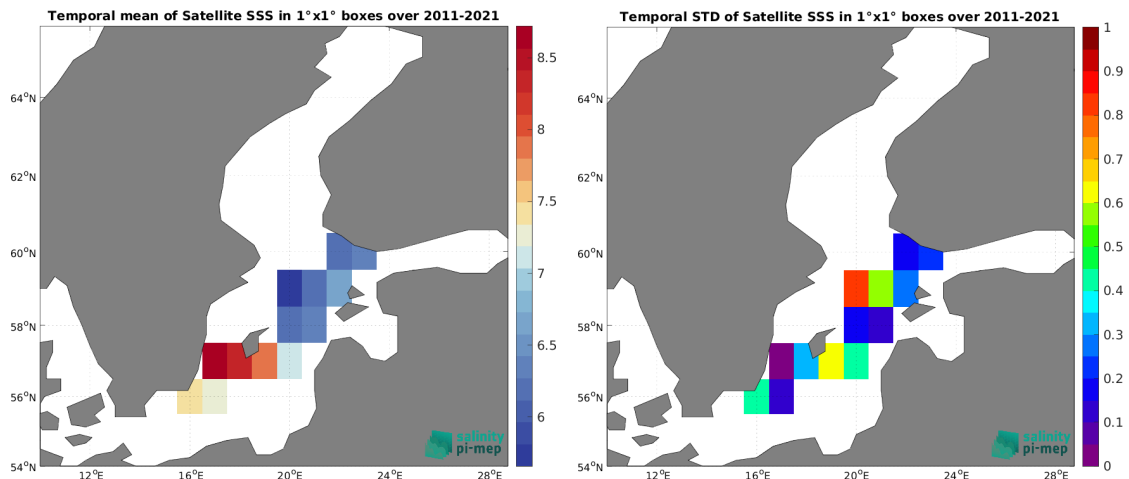 Temporal mean of Satellite SSS in 1°x1° boxes over 2011-2021
64°N
62°N
60°N
58°N
56°N
54°N
12°E
16°E
20°E
24°E
28°E
8.5
8
7.5
7
6.5
6
salinity
pi-mep
Temporal STD of Satellite SSS in 1°x1° boxes over 2011-2021
64°N
62°N
60°N
58°N
56°N
54°N
12°E
16°E
20°E
24°E
28°E
1
0.9
0.8
0.7
0.6
0.5
0.4
0.3
0.2
0.1
0
salinity
pi-mep